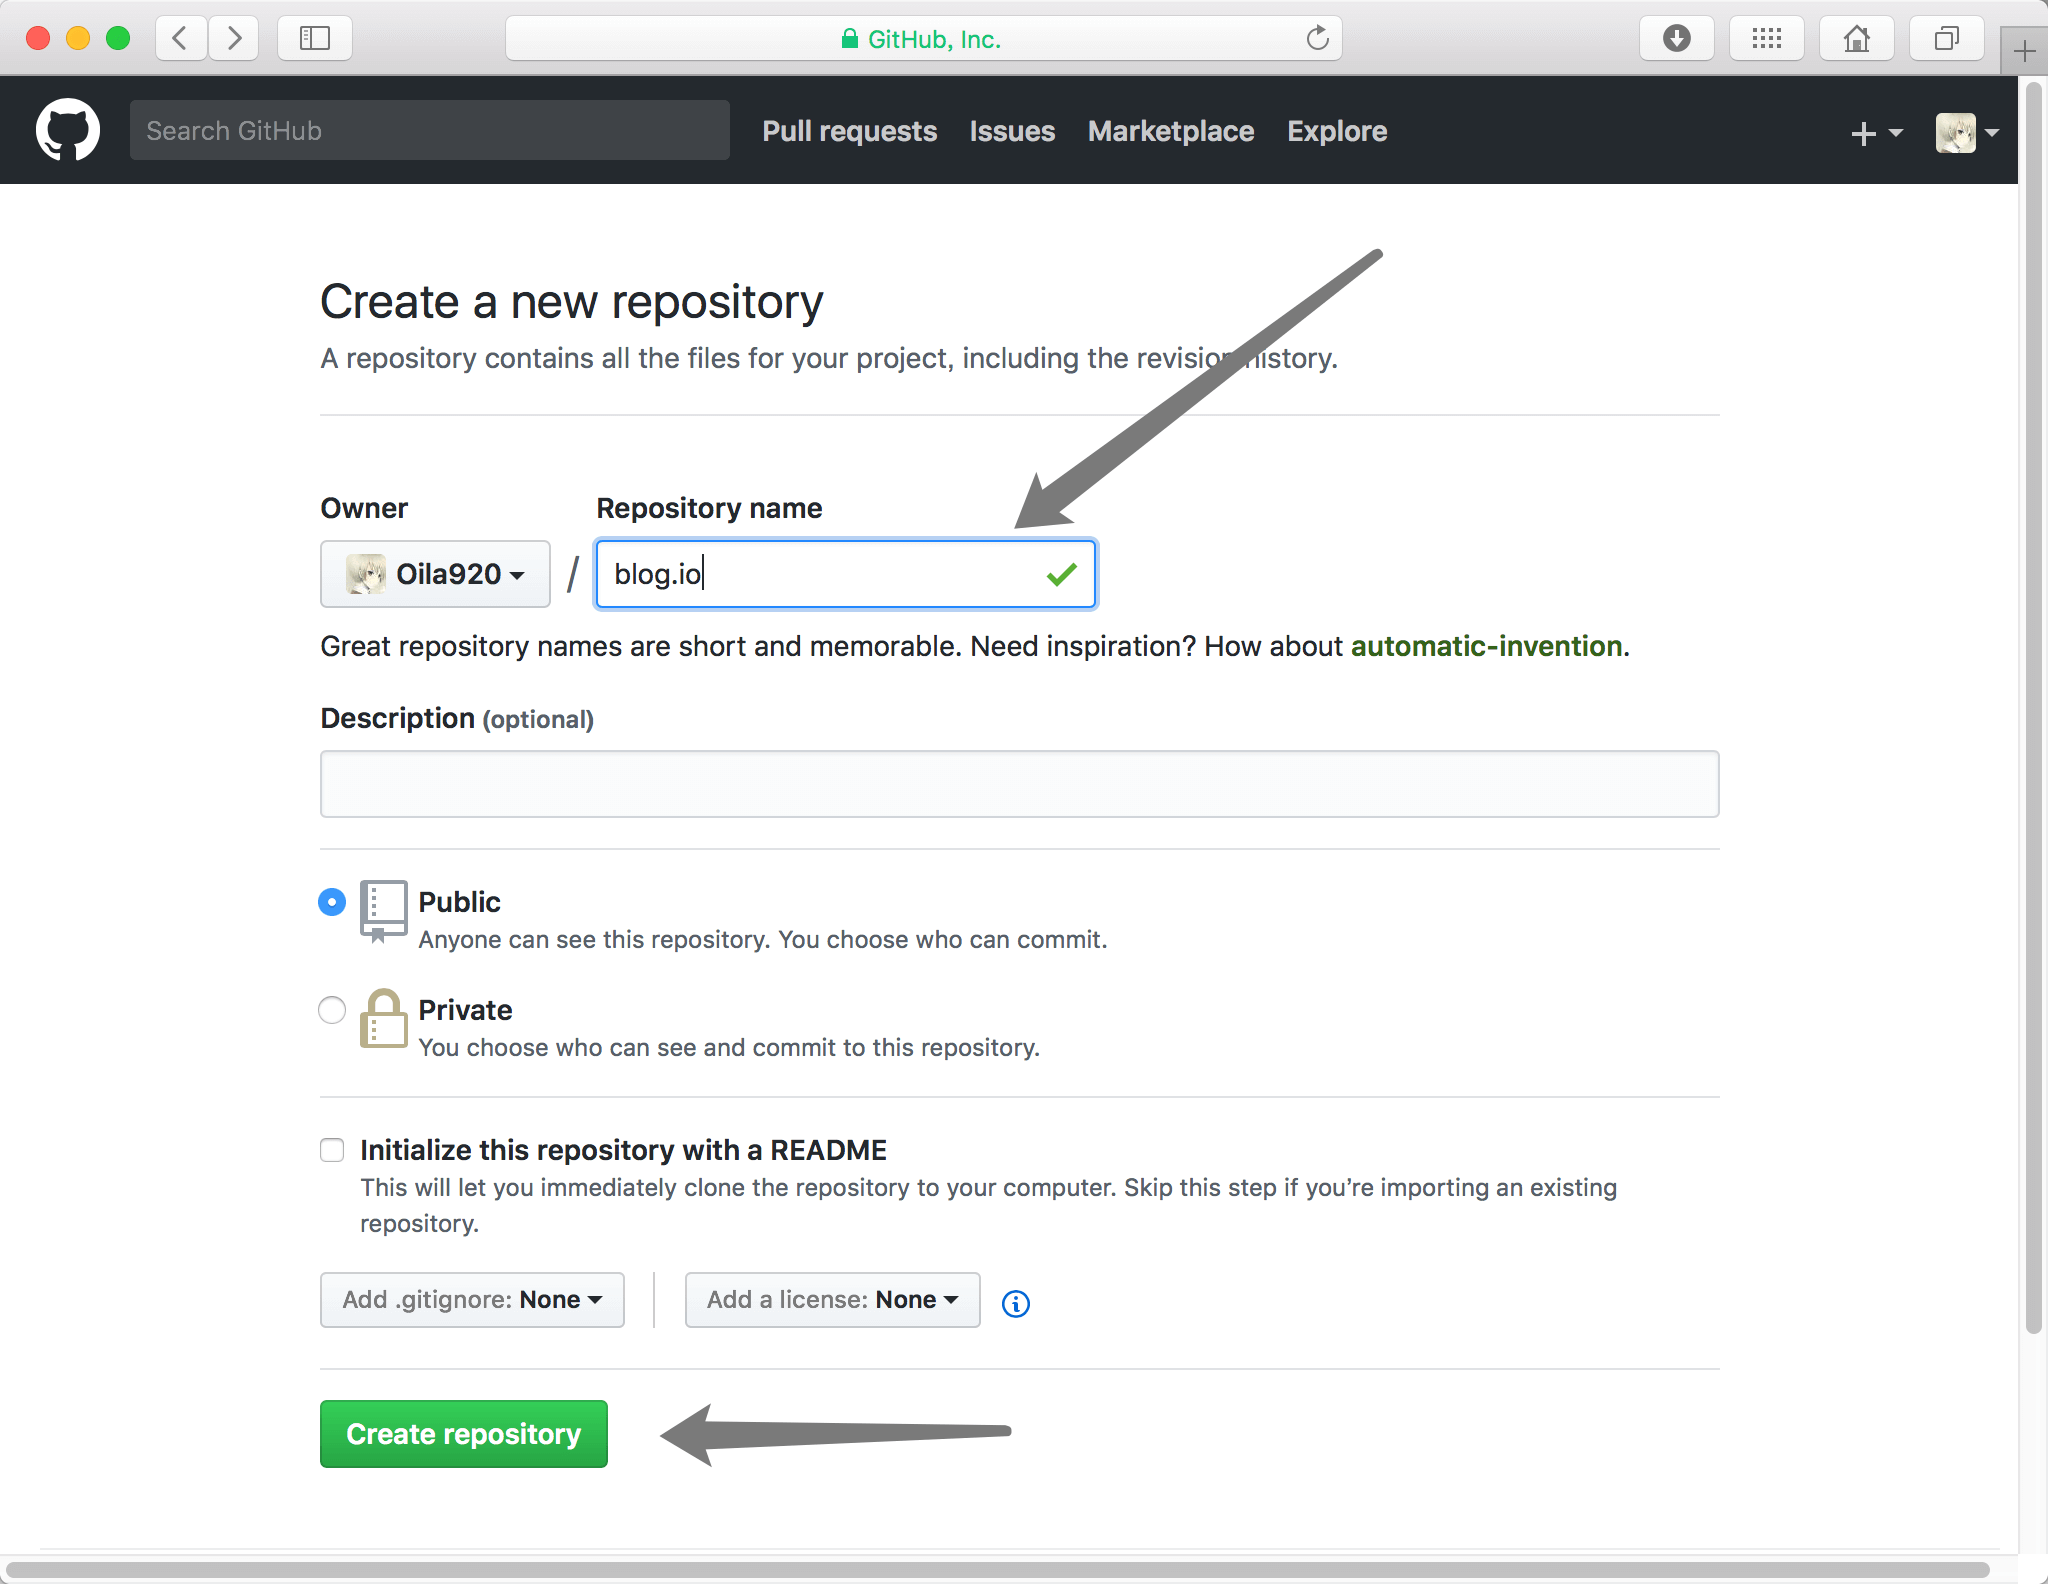 GitHub, Inc.
Search GitHub
Pull requests Issues Marketplace Explore
Create a new repository
A repository contains all the files for your project, including the revision history.
Owner Repository name
Oila920 / blog.io
Great repository names are short and memorable. Need inspiration? How about automatic-invention.
Description (optional)
Public
Anyone can see this repository. You choose who can commit.
Private
You choose who can see and commit to this repository.
Initialize this repository with a README
This will let you immediately clone the repository to your computer. Skip this step if you’re importing an existing
repository.
Add .gitignore: None Add a license: None
Create repository